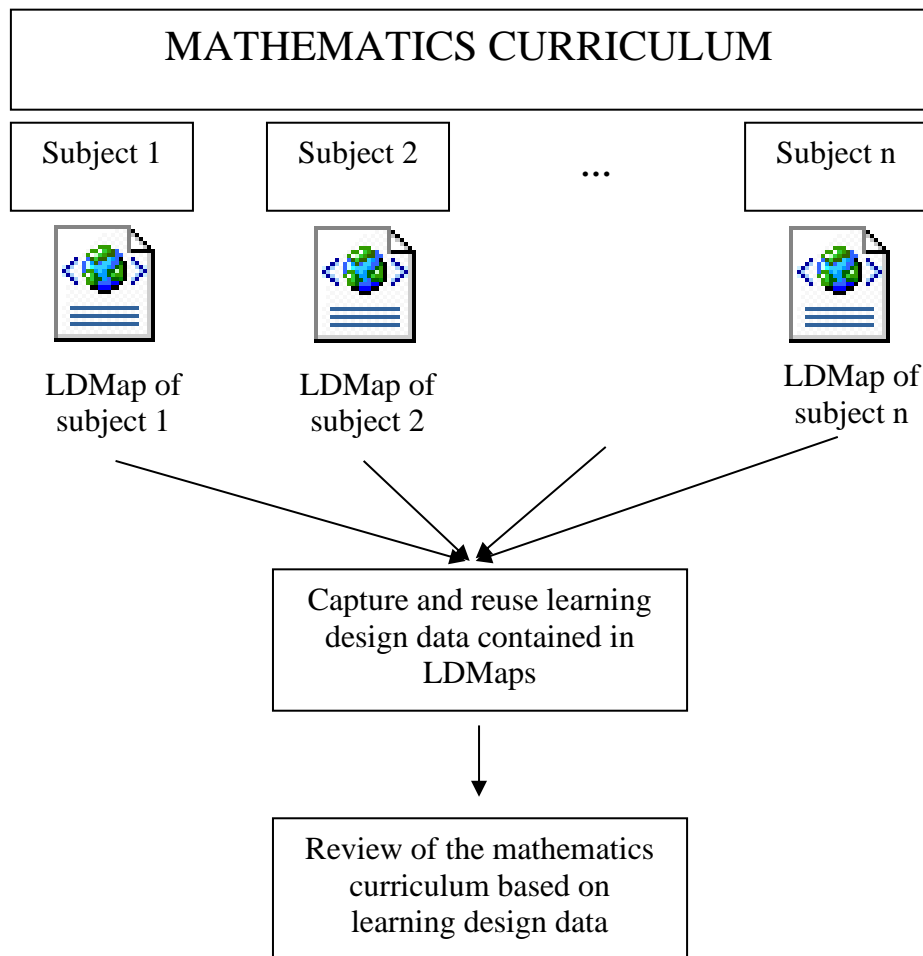 MATHEMATICS CURRICULUM
Subject 1
Subject 2
...
Subject n
LDMap of
subject 1
LDMap of
subject 2
LDMap of
subject n
Capture and reuse learning
design data contained in
LDMaps
Review of the mathematics
curriculum based on
learning design data